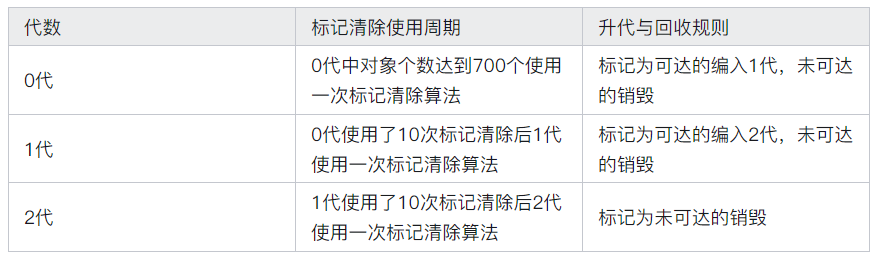 代数 标记清除使用周期 升代与回收规则
0代 0代中对象个数达到700个使用 标记为可达的编入1代，未可达
一次标记清除算法 的销毁
1代 0代使用了10次标记清除后1代 标记为可达的编入2代，未可达
使用一次标记清除算法 的销毁
2代 1代使用了10次标记清除后2代 标记为未可达的销毁
使用一次标记清除算法